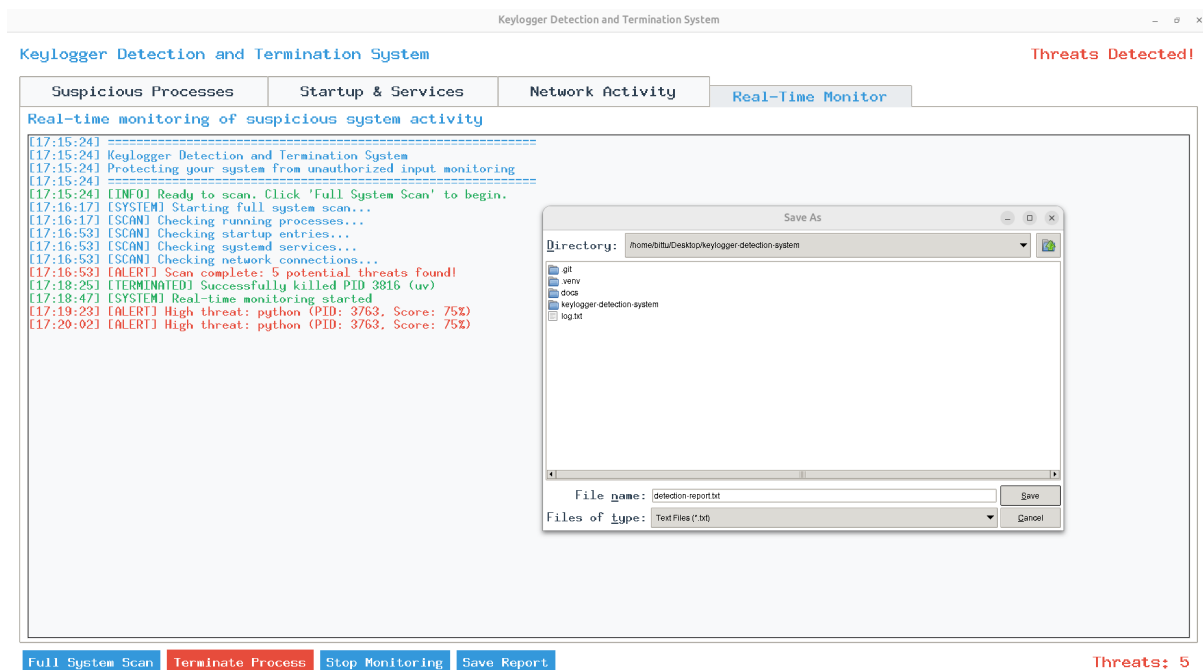 Keylogger Detection and Termination System
Keylogger Detection and Termination System
Threats Detected!
Suspicious Processes
Startup & Services
Network Activity
Real-Time Monitor
Real-time monitoring of suspicious system activity
[17:15:24] ============================================================
[17:15:24] Keylogger Detection and Termination System
[17:15:24] Protecting your system from unauthorized input monitoring
[17:15:24] ============================================================
[17:15:24] [INFO] Ready to scan. Click 'Full System Scan' to begin.
[17:16:17] [SYSTEM] Starting full system scan...
[17:16:17] [SCAN] Checking running processes...
[17:16:53] [SCAN] Checking startup entries...
[17:16:53] [SCAN] Checking systemd services...
[17:16:53] [SCAN] Checking network connections...
[17:16:53] [ALERT] Scan complete: 5 potential threats found!
[17:18:25] [TERMINATED] Successfully killed PID 3816 (uv)
[17:18:47] [SYSTEM] Real-time monitoring started
[17:19:23] [ALERT] High threat: python (PID: 3763, Score: 75%)
[17:20:02] [ALERT] High threat: python (PID: 3763, Score: 75%)
Save As
Directory: /home/bittu/Desktop/keylogger-detection-system
.git
.venv
docs
keylogger-detection-system
log.txt
File name: detection-report.txt
Save
Files of type: Text Files (*.txt)
Cancel
Full System Scan
Terminate Process
Stop Monitoring
Save Report
Threats: 5